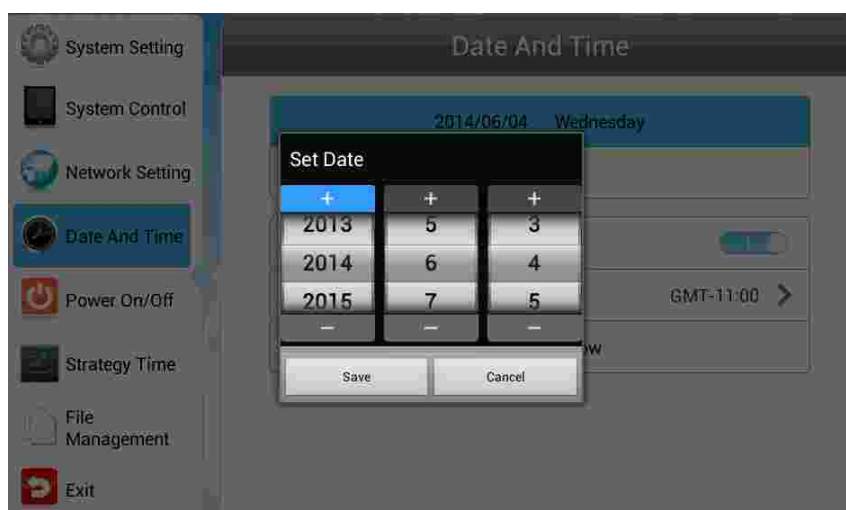 System Setting
System Control
Network Setting
Date And Time
Power On/Off
Strategy Time
File
Management
Exit
Date And Time
2014/06/04 Wednesday
Set Date
+ + +
2013 5 3
2014 6 4
2015 7 5
- - -
Save Cancel
GMT-11:00